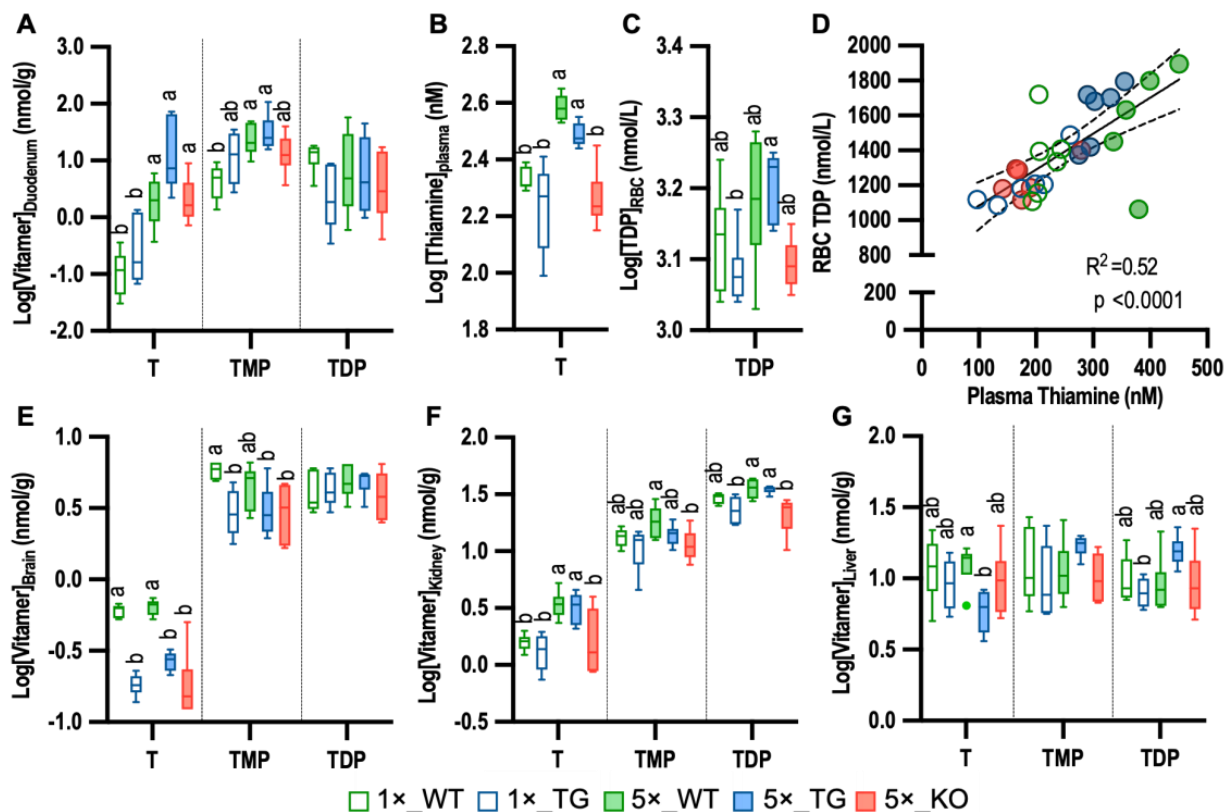 A
Log[Vitamer]Duodenum (nmol/g)
3.0
2.0
1.0
0.0
-1.0
-2.0
b b a a a
b ab a a ab
T TMP TDP
B
Log [Thiamine]plasma (nM)
2.8
2.6
2.4
2.2
2.0
1.8
b b a a b
T
C
Log[TDP]RBC (nmol/L)
3.4
3.3
3.2
3.1
3.0
ab b ab a ab
TDP
D
RBC TDP (nmol/L)
2000
1800
1600
1400
1200
1000
800
200
0
R2 =0.52
p <0.0001
0 100 200 300 400 500
Plasma Thiamine (nM)
E
Log[Vitamer]Brain (nmol/g)
1.0
0.5
0.0
-0.5
-1.0
a b a b b
a b ab b b
T TMP TDP
F
Log[Vitamer]Kidney (nmol/g)
2.0
1.5
1.0
0.5
0.0
-0.5
b b a a b
ab ab a ab b
ab b a a b
T TMP TDP
G
Log[Vitamer]Liver (nmol/g)
2.0
1.5
1.0
0.5
0.0
ab ab a b ab
ab b ab a ab
T TMP TDP
1×_WT 1×_TG 5×_WT 5×_TG 5×_KO